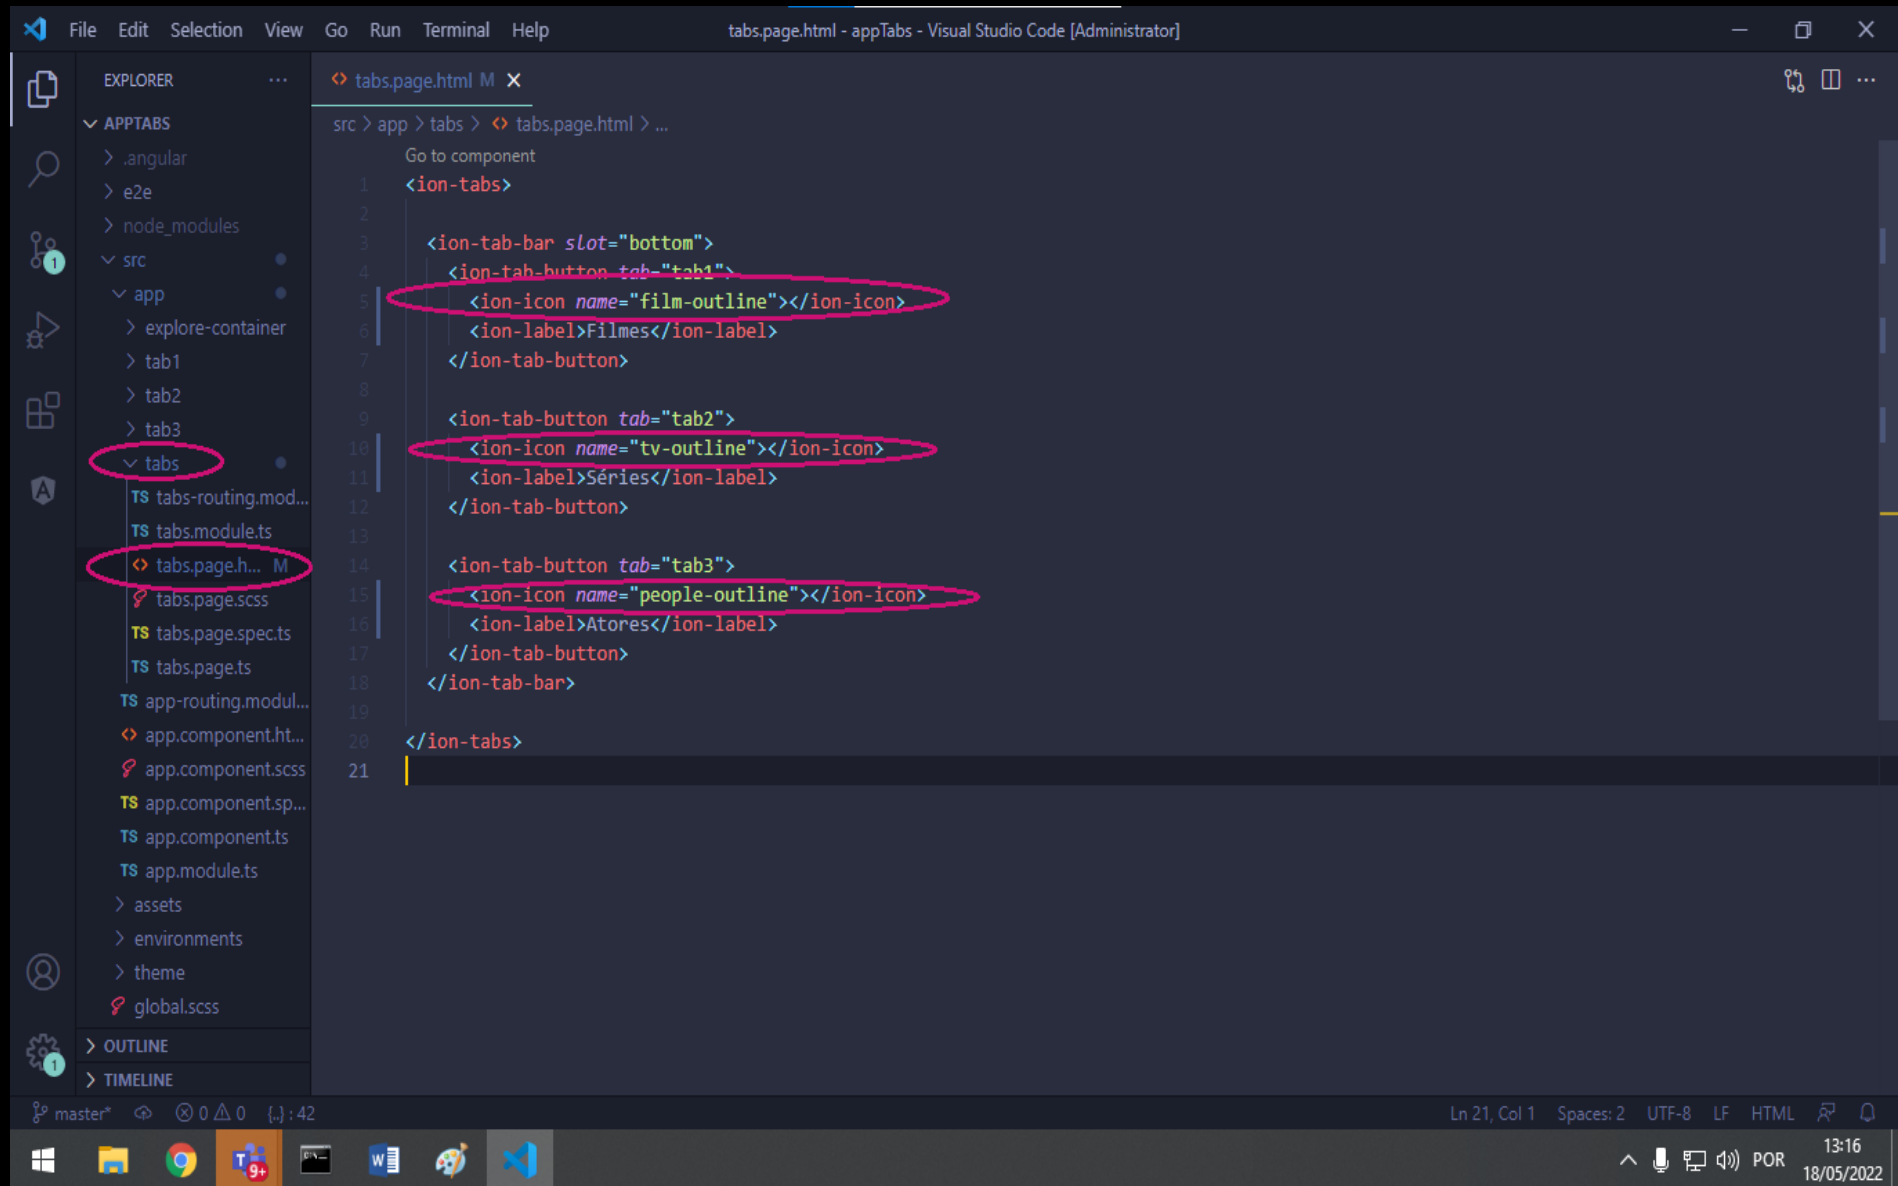 File Edit Selection View Go Run Terminal Help
tabs.page.html - appTabs - Visual Studio Code [Administrator]
EXPLORER ...
APPTABS
.angular
e2e
node_modules
src
app
explore-container
tab1
tab2
tab3
tabs
TS tabs-routing.mod...
TS tabs.module.ts
<> tabs.page.h... M
tabs.page.scss
TS tabs.page.spec.ts
TS tabs.page.ts
TS app-routing.modul...
<> app.component.ht...
app.component.scss
TS app.component.sp...
TS app.component.ts
TS app.module.ts
assets
environments
theme
global.scss
OUTLINE
TIMELINE
1
1
<> tabs.page.html M
src > app > tabs > <> tabs.page.html > ...
Go to component
1 <ion-tabs>
2
3 <ion-tab-bar slot="bottom">
4 <ion-tab-button tab="tab1">
5 <ion-icon name="film-outline"></ion-icon>
6 <ion-label>Filmes</ion-label>
7 </ion-tab-button>
8
9 <ion-tab-button tab="tab2">
10 <ion-icon name="tv-outline"></ion-icon>
11 <ion-label>Séries</ion-label>
12 </ion-tab-button>
13
14 <ion-tab-button tab="tab3">
15 <ion-icon name="people-outline"></ion-icon>
16 <ion-label>Atores</ion-label>
17 </ion-tab-button>
18 </ion-tab-bar>
19
20 </ion-tabs>
21
master* 0 0 {..} : 42
Ln 21, Col 1 Spaces: 2 UTF-8 LF HTML
T 9+ C:\ W POR 13:16
18/05/2022